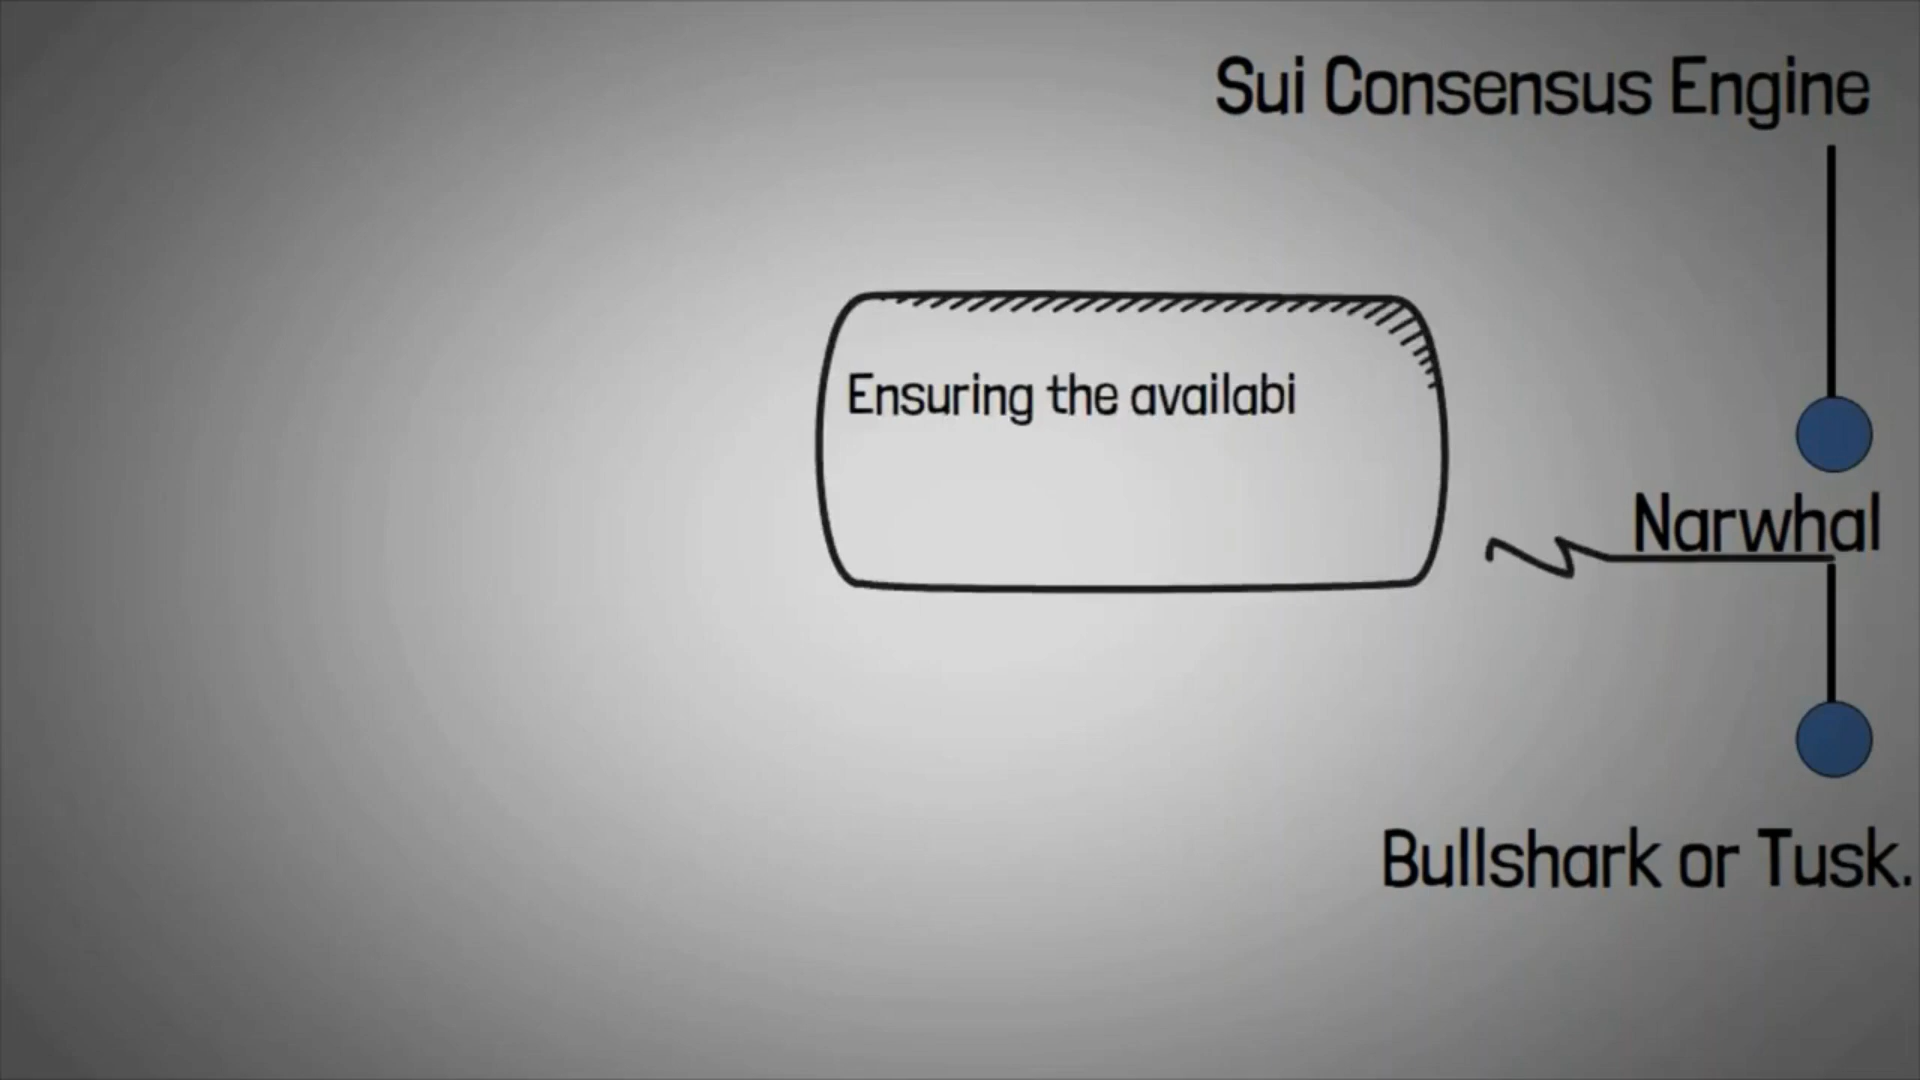 Sui Consensus Engine
Ensuring the availabi
Narwhal
Bullshark or Tusk.